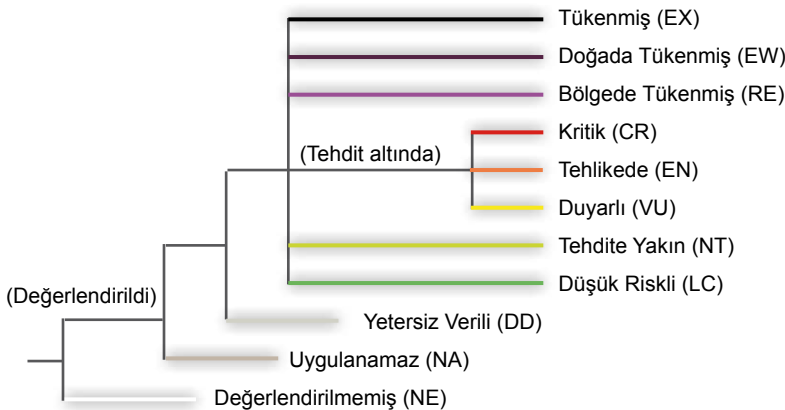 Tükenmiş (EX)
Doğada Tükenmiş (EW)
Bölgede Tükenmiş (RE)
Kritik (CR)
(Tehdit altında)
Tehlikede (EN)
Duyarlı (VU)
Tehdite Yakın (NT)
Düşük Riskli (LC)
(Değerlendirildi)
Yetersiz Verili (DD)
Uygulanamaz (NA)
Değerlendirilmemiş (NE)